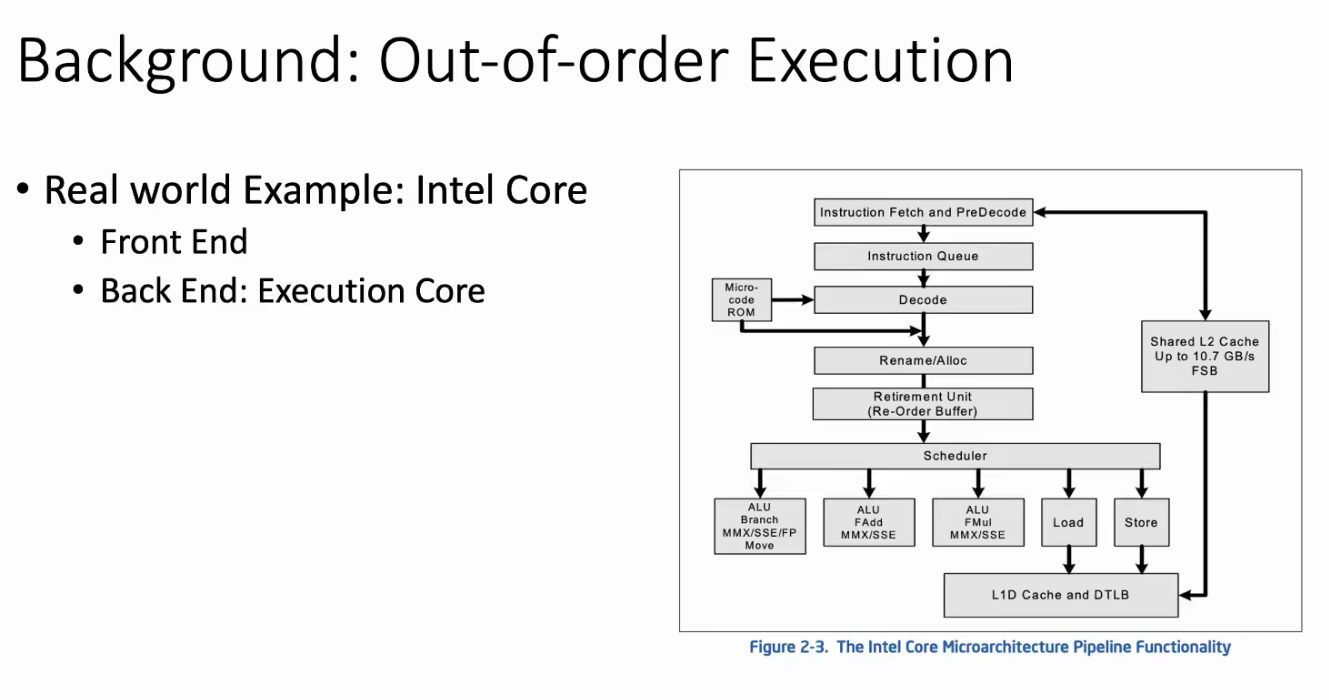 Background: Out-of-order Execution
• Real world Example: Intel Core
• Front End
• Back End: Execution Core
Instruction Fetch and PreDecode
Instruction Queue
Micro-
code
ROM
Decode
Rename/Alloc
Shared L2 Cache
Up to 10.7 GB/s
FSB
Retirement Unit
(Re-Order Buffer)
Scheduler
ALU
Branch
MMX/SSE/FP
Move
ALU
FAdd
MMX/SSE
ALU
FMul
MMX/SSE
Load
Store
L1D Cache and DTLB
Figure 2-3. The Intel Core Microarchitecture Pipeline Functionality